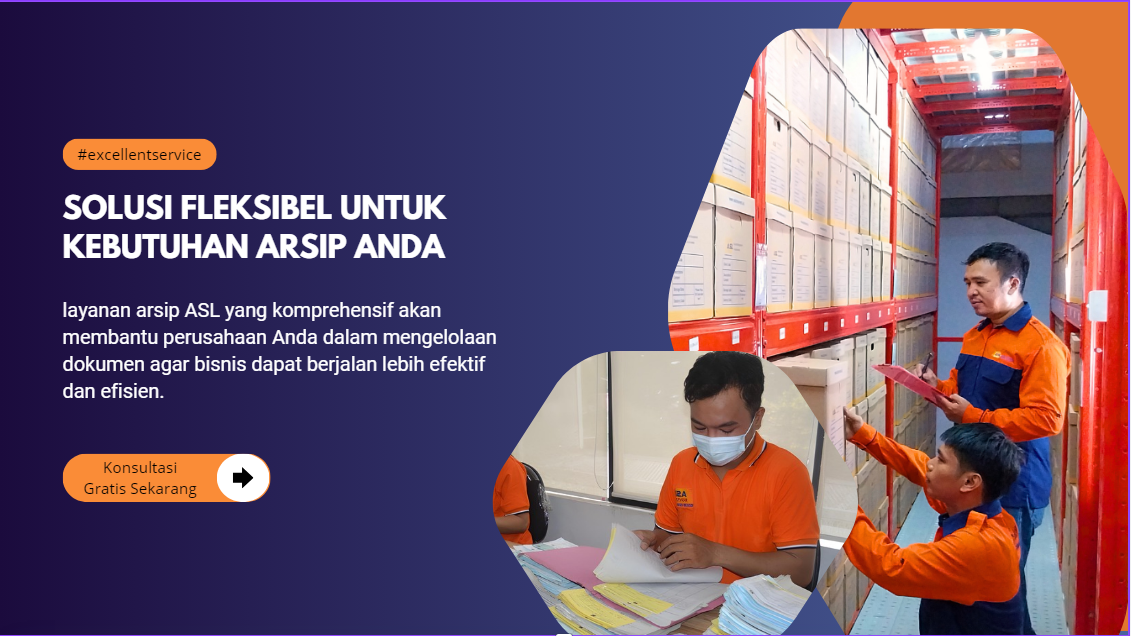 #excellentservice
SOLUSI FLEKSIBEL UNTUK
KEBUTUHAN ARSIP ANDA
layanan arsip ASL yang komprehensif akan
membantu perusahaan Anda dalam mengelolaan
dokumen agar bisnis dapat berjalan lebih efektif
dan efisien.
Konsultasi
Gratis Sekarang